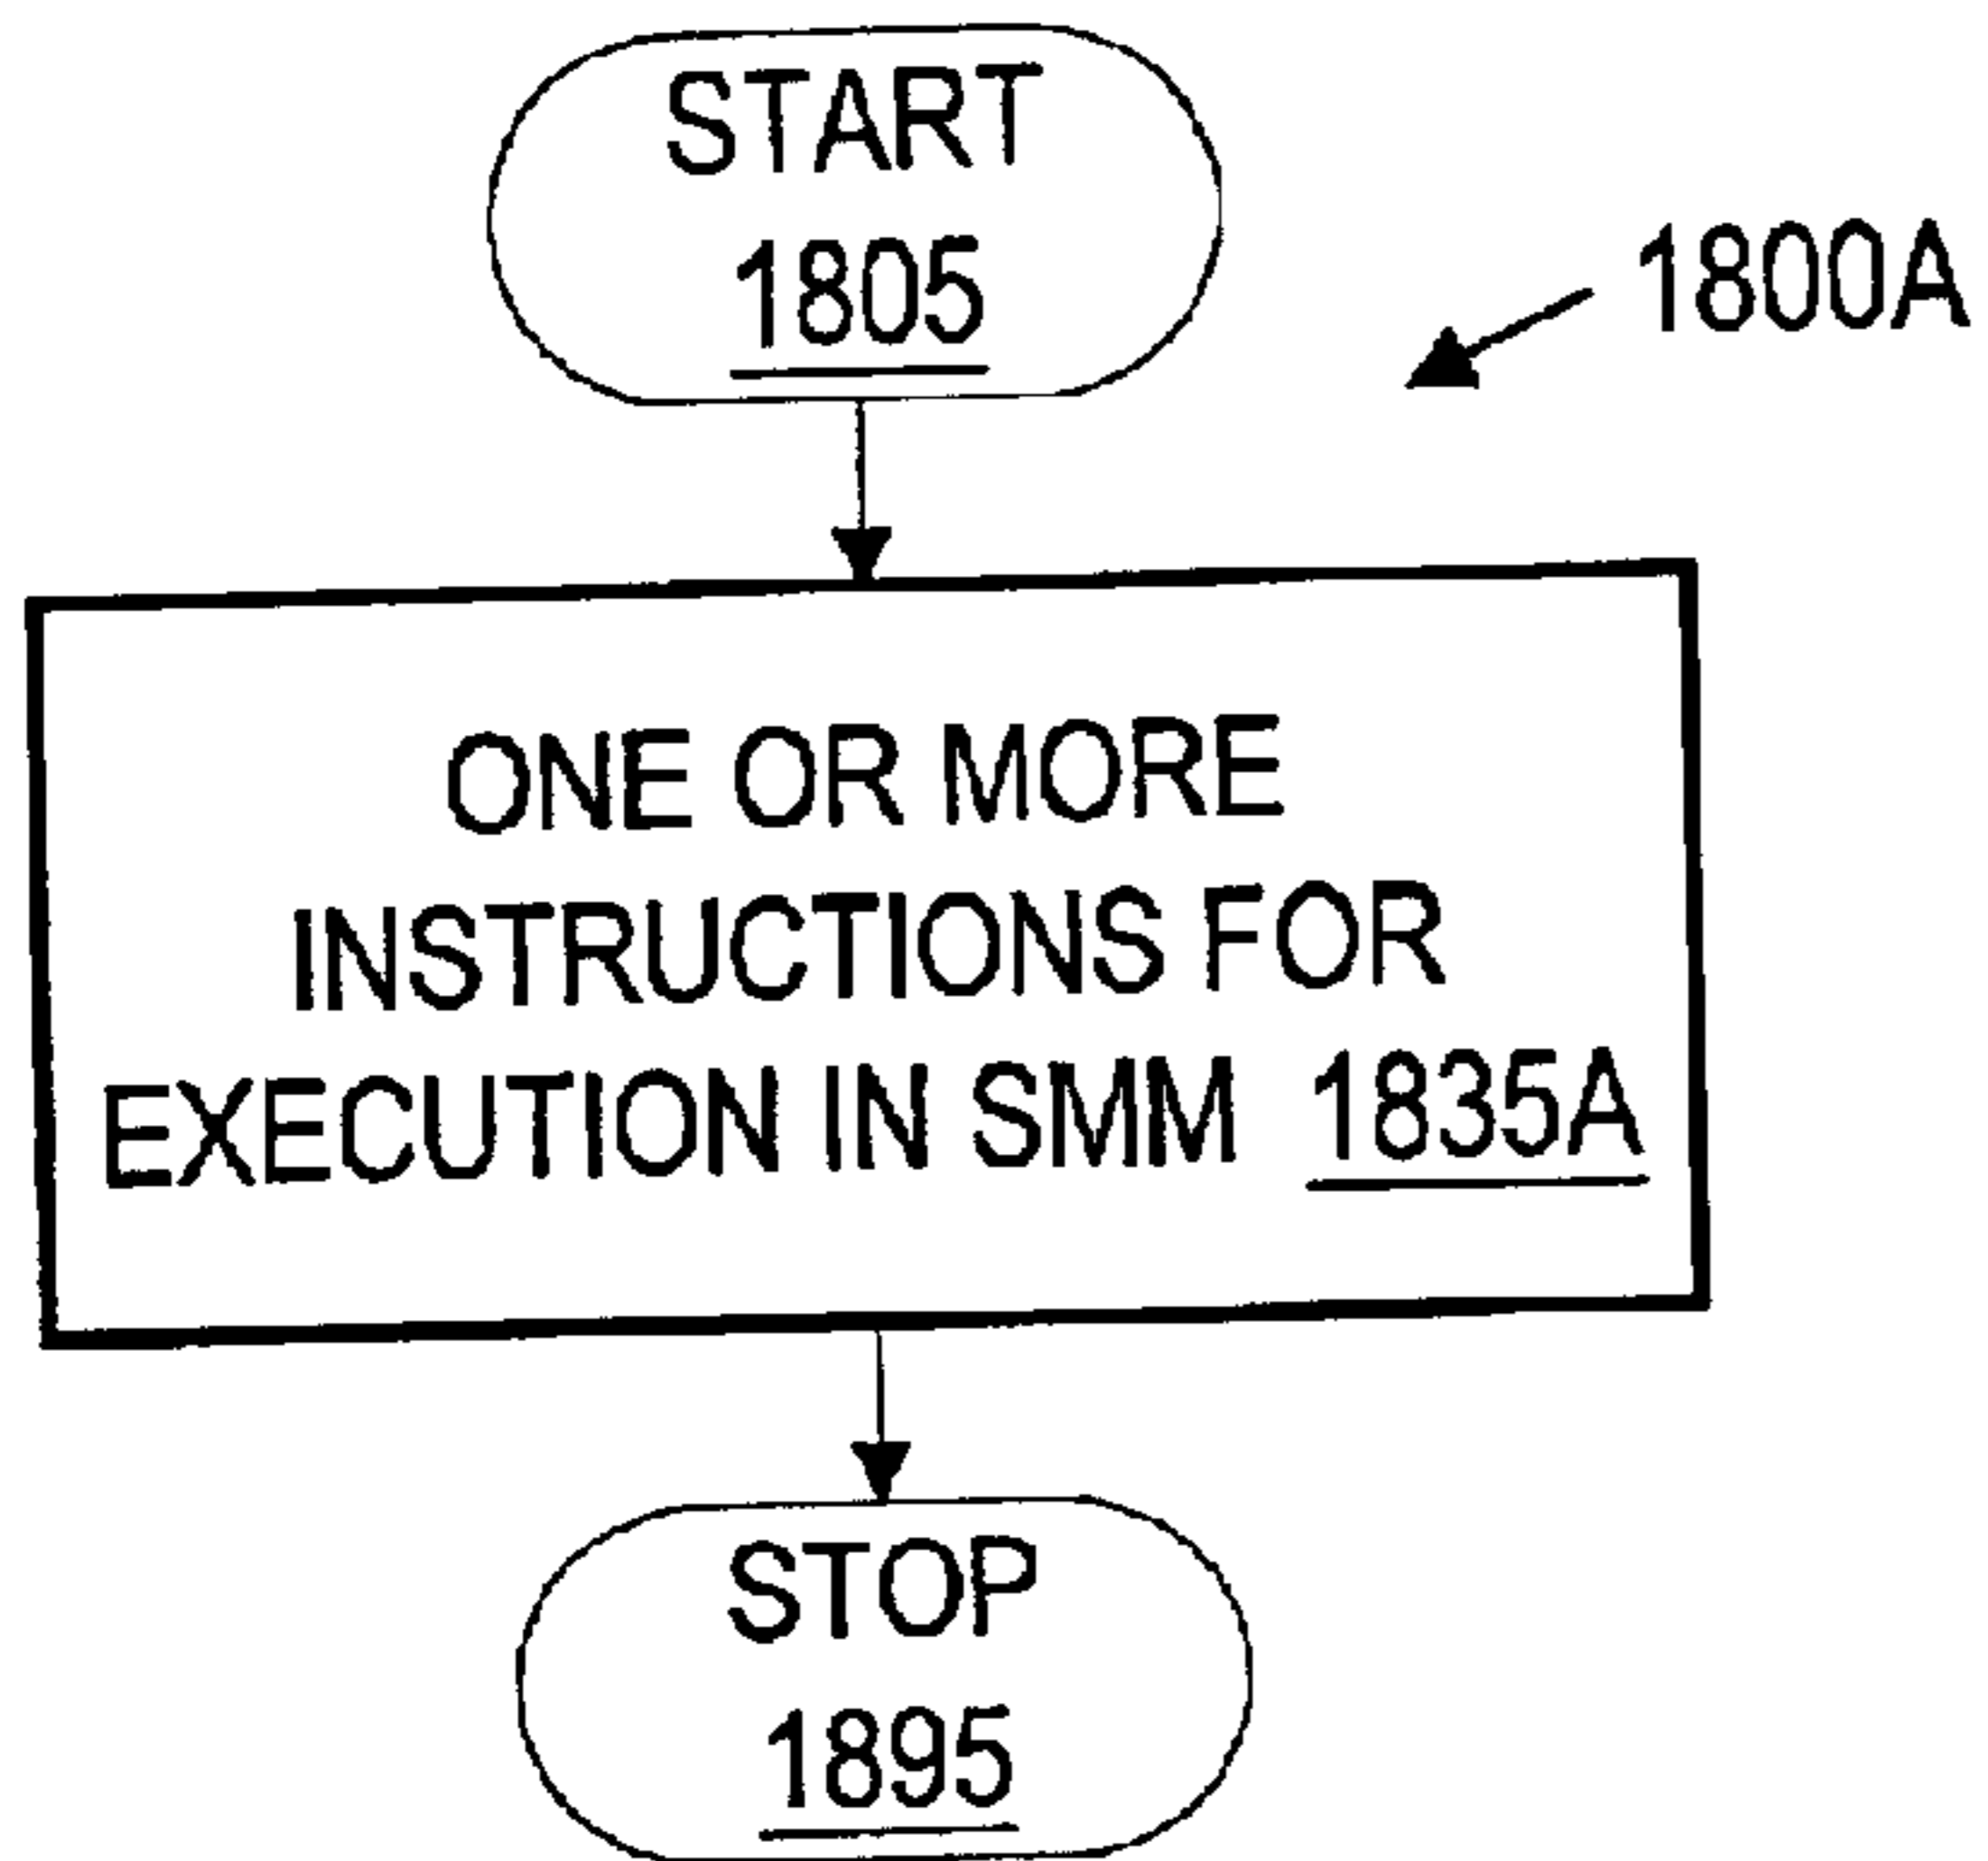 START
1805
1800A
ONE OR MORE
INSTRUCTIONS FOR
EXECUTION IN SMM 1835A
STOP
1895